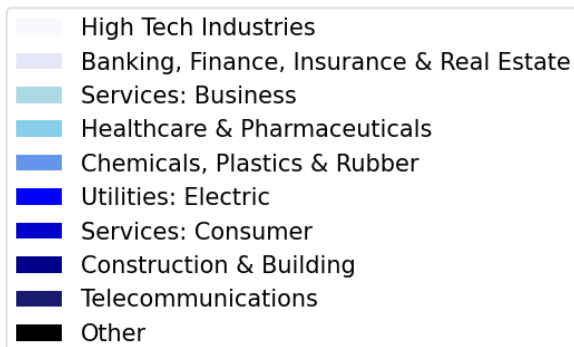 High Tech Industries
Banking, Finance, Insurance & Real Estate
Services: Business
Healthcare & Pharmaceuticals
Chemicals, Plastics & Rubber
Utilities: Electric
Services: Consumer
Construction & Building
Telecommunications
Other